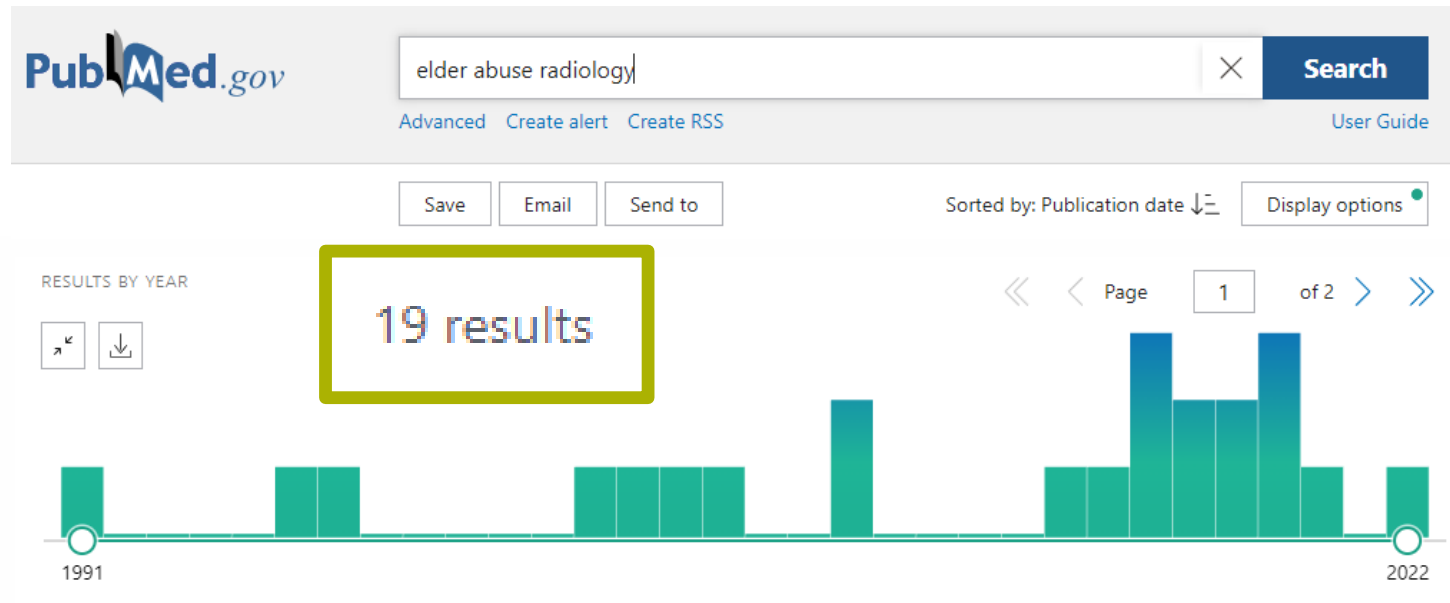 PubMed.gov
elder abuse radiology
Search
Advanced Create alert Create RSS
User Guide
Save Email Send to
Sorted by: Publication date
Display options
RESULTS BY YEAR
19 results
Page 1 of 2
1991
2022